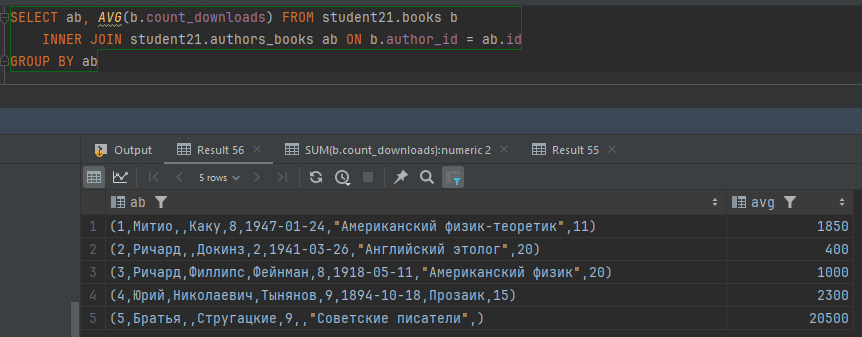 SELECT ab, AVG(b.count_downloads) FROM student21.books b
INNER JOIN student21.authors_books ab ON b.author_id = ab.id
GROUP BY ab
Output Result 56 SUM(b.count_downloads):numeric 2 Result 55
5 rows
ab avg
1 (1,Митио,,Каку,8,1947-01-24,"Американский физик-теоретик",11) 1850
2 (2,Ричард,,Докинз,2,1941-03-26,"Английский этолог",20) 400
3 (3,Ричард,Филлипс,Фейнман,8,1918-05-11,"Американский физик",20) 1000
4 (4,Юрий,Николаевич,Тынянов,9,1894-10-18,Прозаик,15) 2300
5 (5,Братья,,Стругацкие,9,,"Советские писатели",) 20500